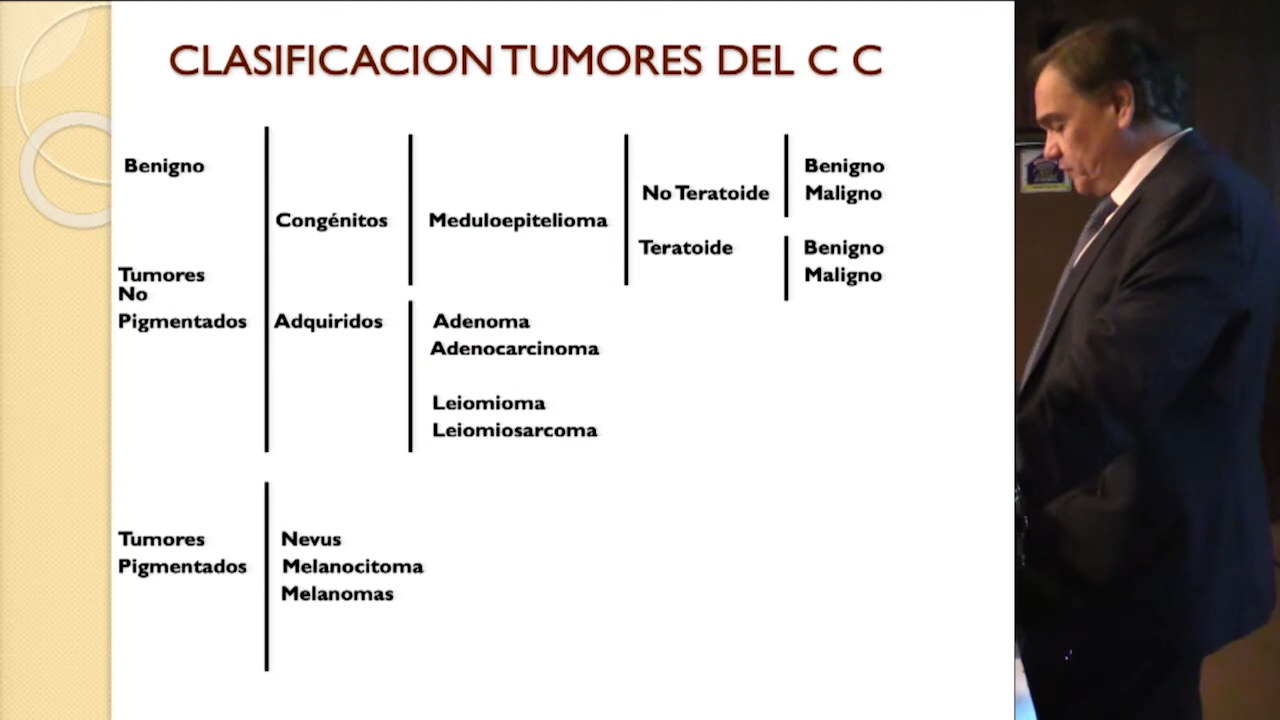 CLASIFICACION TUMORES DEL C C
Benigno
Tumores
No
Pigmentados
Congénitos
Meduloepitelioma
No Teratoide
Benigno
Maligno
Teratoide
Benigno
Maligno
Adquiridos
Adenoma
Adenocarcinoma
Leiomioma
Leiomiosarcoma
Tumores
Pigmentados
Nevus
Melanocitoma
Melanomas